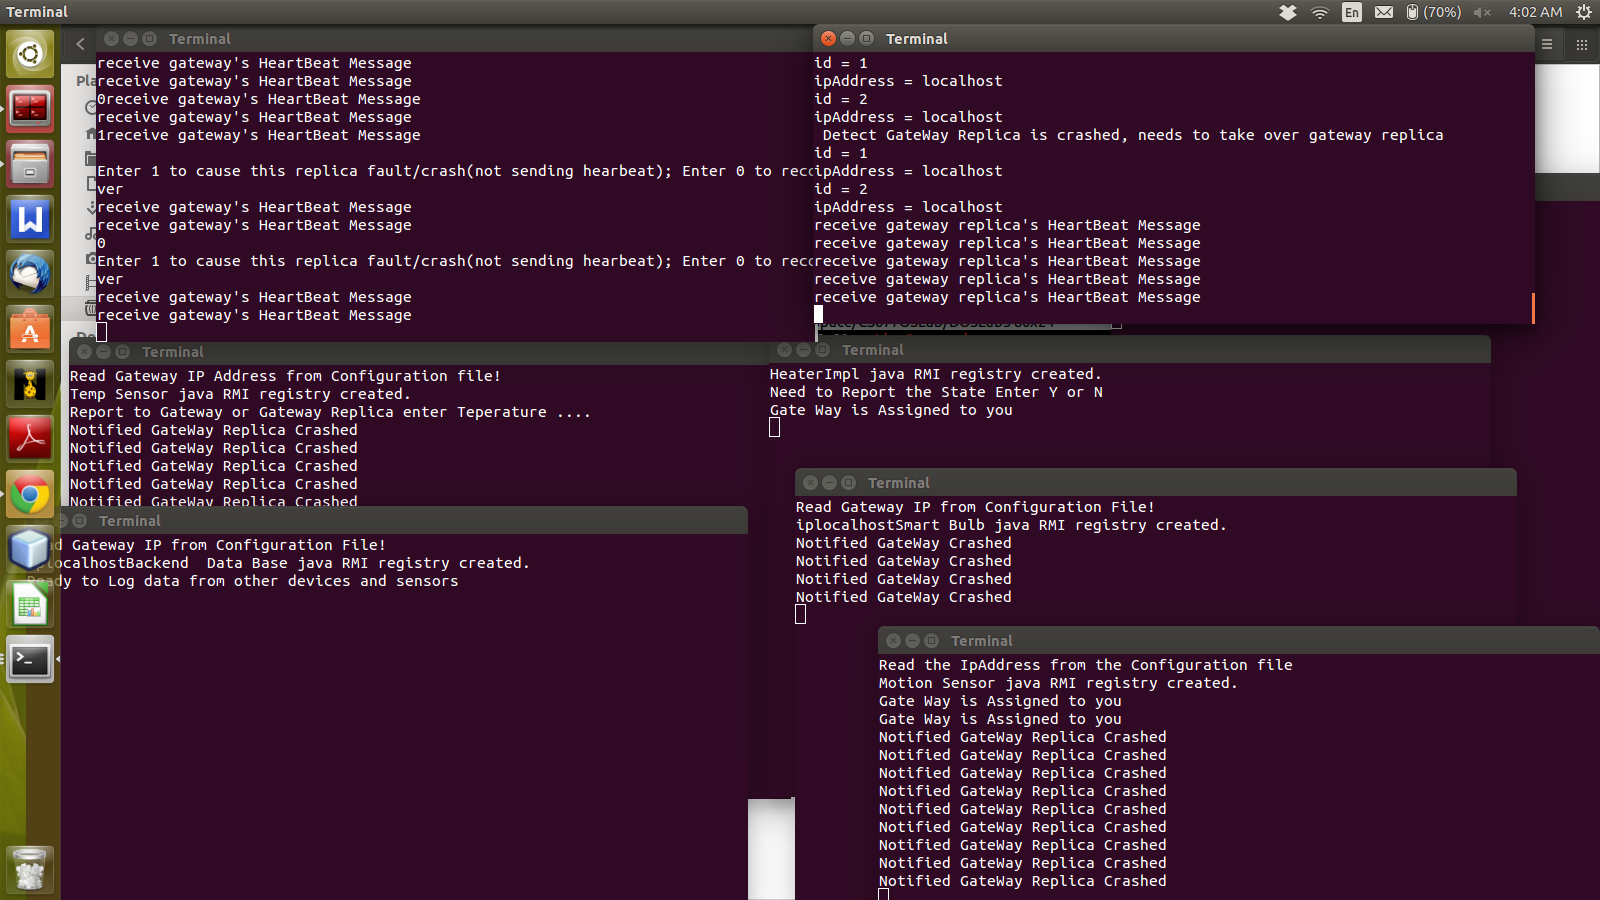 Terminal
En
(70%)
4:02 AM
Terminal
receive gateway's HeartBeat Message
receive gateway's HeartBeat Message
0receive gateway's HeartBeat Message
receive gateway's HeartBeat Message
1receive gateway's HeartBeat Message
Enter 1 to cause this replica fault/crash(not sending hearbeat); Enter 0 to reco
ver
receive gateway's HeartBeat Message
receive gateway's HeartBeat Message
0
Enter 1 to cause this replica fault/crash(not sending hearbeat); Enter 0 to reco
ver
receive gateway's HeartBeat Message
receive gateway's HeartBeat Message
Terminal
id = 1
ipAddress = localhost
id = 2
ipAddress = localhost
Detect GateWay Replica is crashed, needs to take over gateway replica
id = 1
ipAddress = localhost
id = 2
ipAddress = localhost
receive gateway replica's HeartBeat Message
receive gateway replica's HeartBeat Message
receive gateway replica's HeartBeat Message
receive gateway replica's HeartBeat Message
receive gateway replica's HeartBeat Message
Pla
Terminal
Read Gateway IP Address from Configuration file!
Temp Sensor java RMI registry created.
Report to Gateway or Gateway Replica enter Teperature ....
Notified GateWay Replica Crashed
Notified GateWay Replica Crashed
Notified GateWay Replica Crashed
Notified GateWay Replica Crashed
Notified GateWay Replica Crashed
Terminal
HeaterImpl java RMI registry created.
Need to Report the State Enter Y or N
Gate Way is Assigned to you
Terminal
Read Gateway IP from Configuration File!
iplocalhostSmart Bulb java RMI registry created.
Notified GateWay Crashed
Notified GateWay Crashed
Notified GateWay Crashed
Notified GateWay Crashed
Terminal
d Gateway IP from Configuration File!
plocalhostBackend  Data Base java RMI registry created.
dy to Log data from other devices and sensors
Terminal
Read the IpAddress from the Configuration file
Motion Sensor java RMI registry created.
Gate Way is Assigned to you
Gate Way is Assigned to you
Notified GateWay Replica Crashed
Notified GateWay Replica Crashed
Notified GateWay Replica Crashed
Notified GateWay Replica Crashed
Notified GateWay Replica Crashed
Notified GateWay Replica Crashed
Notified GateWay Replica Crashed
Notified GateWay Replica Crashed
Notified GateWay Replica Crashed